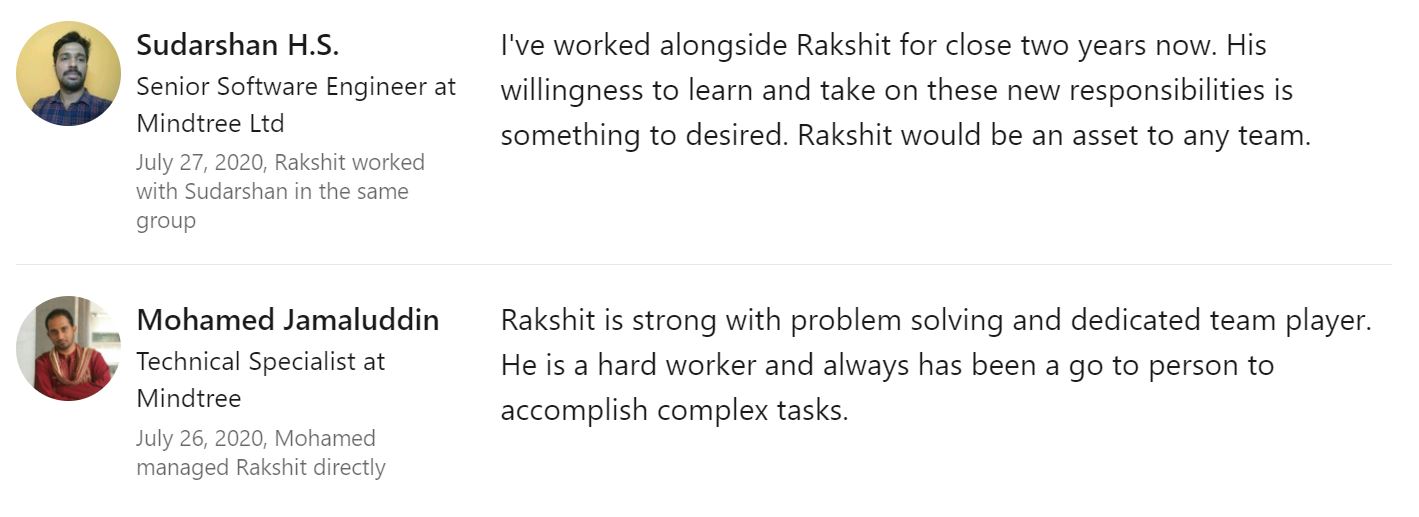 Sudarshan H.S.
Senior Software Engineer at
Mindtree Ltd
July 27, 2020, Rakshit worked
with Sudarshan in the same
group
I've worked alongside Rakshit for close two years now. His
willingness to learn and take on these new responsibilities is
something to desired. Rakshit would be an asset to any team.
Mohamed Jamaluddin
Technical Specialist at
Mindtree
July 26, 2020, Mohamed
managed Rakshit directly
Rakshit is strong with problem solving and dedicated team player.
He is a hard worker and always has been a go to person to
accomplish complex tasks.